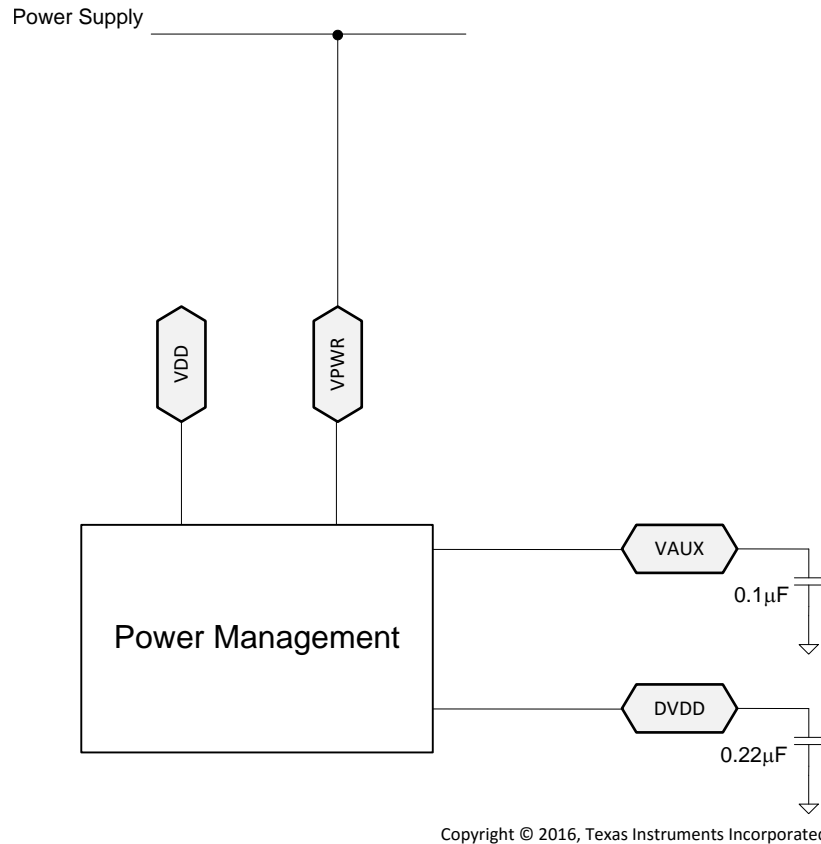 Power Supply
VDD
VPWR
VAUX
0.1μF
Power Management
DVDD
0.22μF
Copyright © 2016, Texas Instruments Incorporated